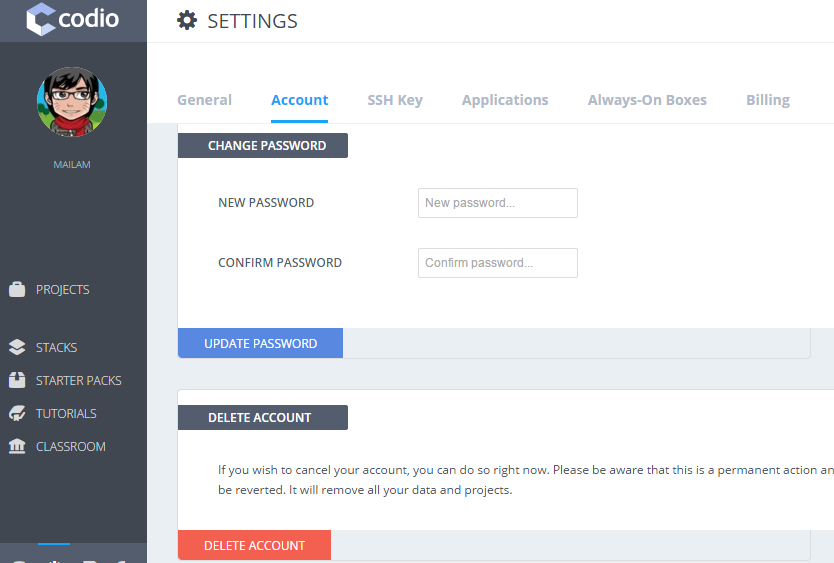 codio
SETTINGS
MAILAM
PROJECTS
STACKS
STARTER PACKS
TUTORIALS
CLASSROOM
General Account SSH Key Applications Always-On Boxes Billing
CHANGE PASSWORD
NEW PASSWORD New password...
CONFIRM PASSWORD Confirm password...
UPDATE PASSWORD
DELETE ACCOUNT
If you wish to cancel your account, you can do so right now. Please be aware that this is a permanent action an
be reverted. It will remove all your data and projects.
DELETE ACCOUNT